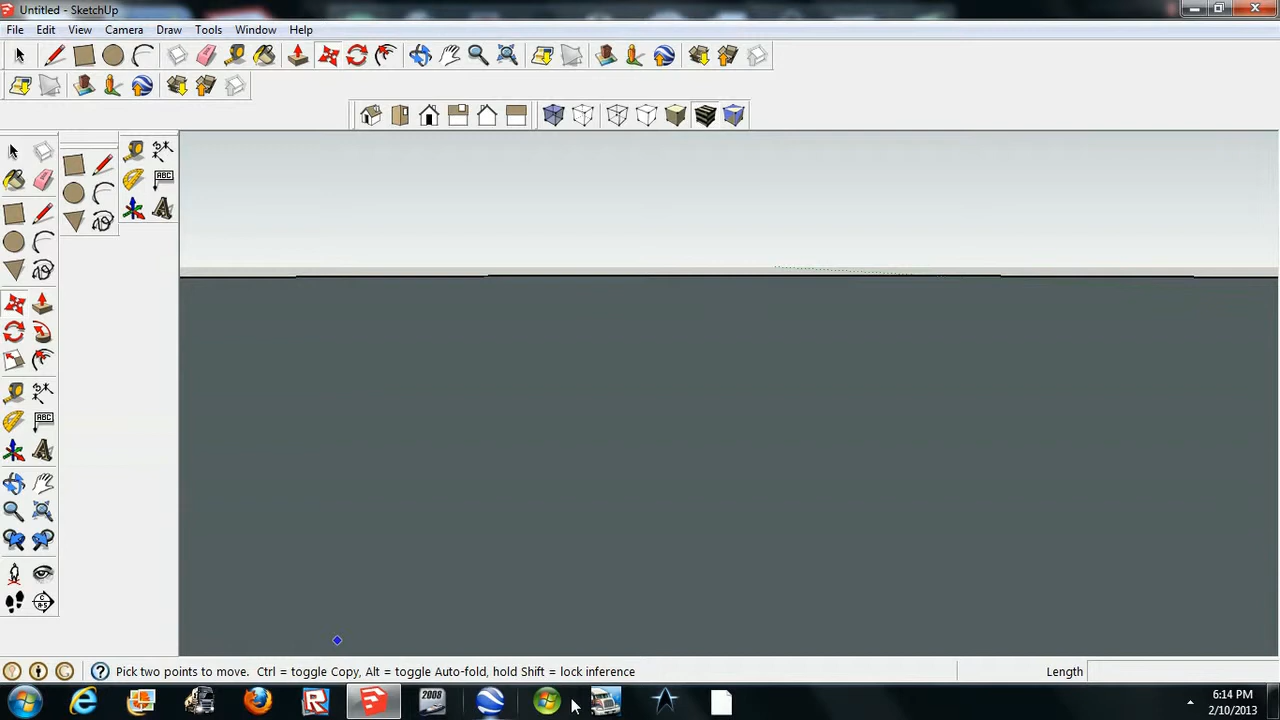 Untitled - SketchUp
File Edit View Camera Draw Tools Window Help
ABC
A
ABC
A
Pick two points to move. Ctrl = toggle Copy, Alt = toggle Auto-fold, hold Shift = lock inference
Length
2008
6:14 PM
2/10/2013